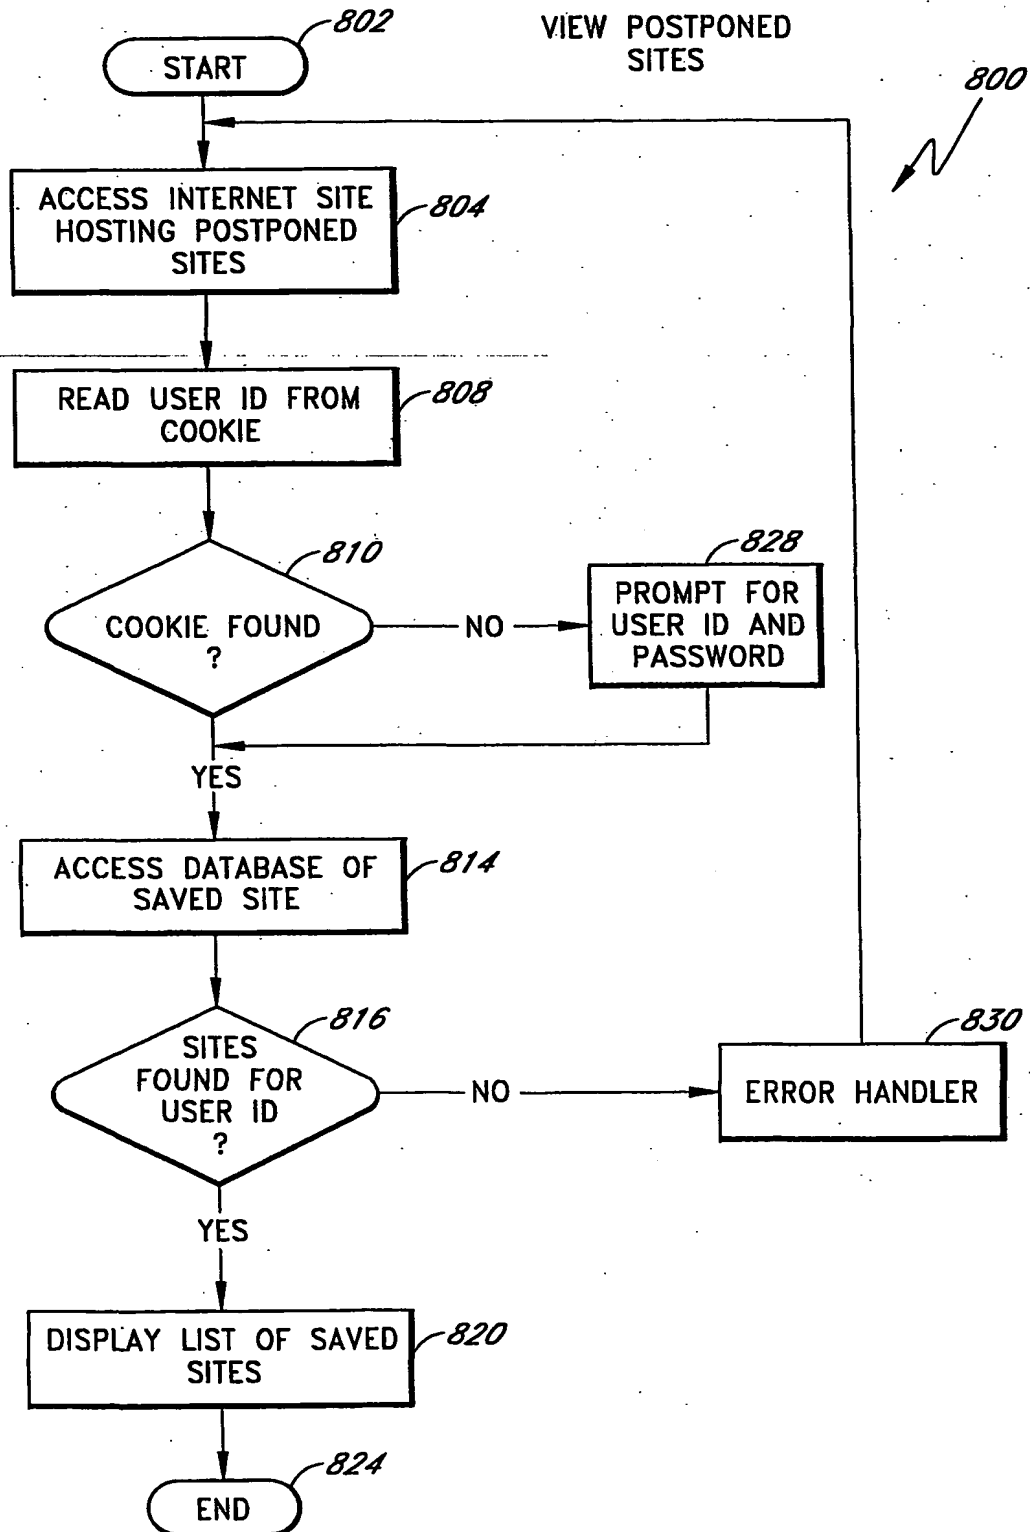 VIEW POSTPONED
SITES
800
802
START
ACCESS INTERNET SITE
HOSTING POSTPONED
SITES
804
READ USER ID FROM
COOKIE
808
810
COOKIE FOUND
?
NO
828
PROMPT FOR
USER ID AND
PASSWORD
YES
ACCESS DATABASE OF
SAVED SITE
814
816
SITES
FOUND FOR
USER ID
?
NO
830
ERROR HANDLER
YES
DISPLAY LIST OF SAVED
SITES
820
824
END